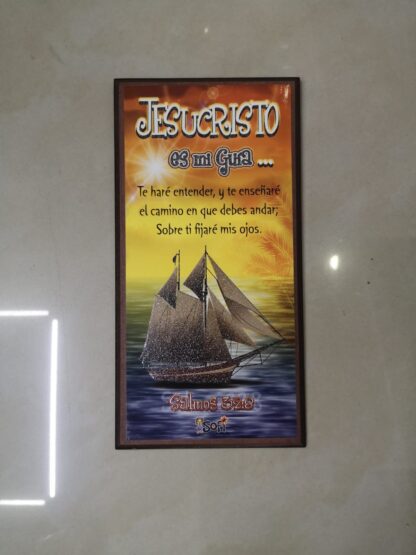 JESUCRISTO
es mi Guía ...
Te haré entender, y te enseñaré
el camino en que debes andar;
Sobre ti fijaré mis ojos.
Salmos 32:8
SOFI